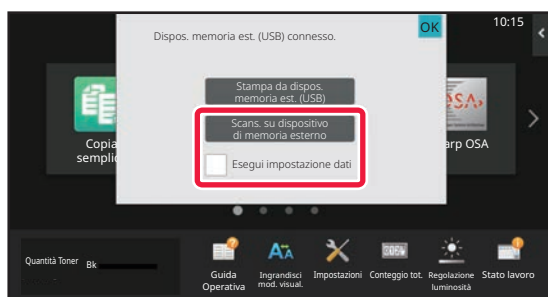 10:15
OK
Dispos. memoria est. (USB) connesso.
Stampa da dispos.
memoria est. (USB)
Scans. su dispositivo
di memoria esterno
Esegui impostazione dati
Copia
semplic
arp OSA
Quantità Toner
Bk
Guida
Operativa
Ingrandisci
mod. visual.
Impostazioni
Conteggio tot.
Regolazione
luminosità
Stato lavoro